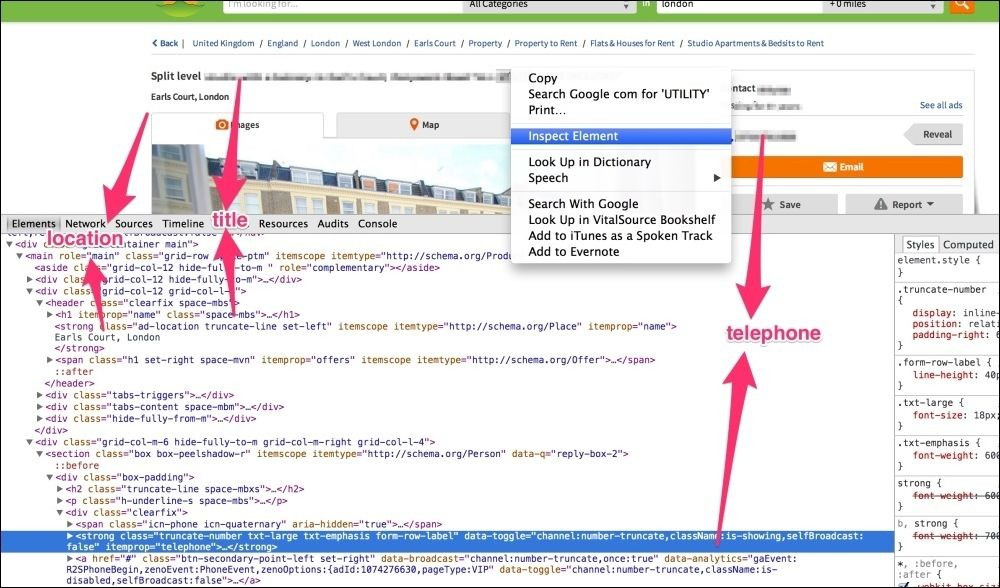 I'm looking for...
All Categories
in
london
+ 0 miles
Back | United Kingdom / England / London / West London / Earls Court / Property / Property to Rent / Flats & Houses for Rent / Studio Apartments & Bedsits to Rent
Split level
Earls Court, London
Images
Map
Copy
Search Google com for 'UTILITY'
Print...
Inspect Element
Look Up in Dictionary
Speech
Search With Google
Look Up in VitalSource Bookshelf
Add to iTunes as a Spoken Track
Add to Evernote
ontact
See all ads
Reveal
Email
Save
Report
Elements Network Sources Timeline Resources Audits Console
location
title
telephone
<div class="grid-container main">
<main role="main" class="grid-row space-ptm" itemscope itemtype="http://schema.org/Produ
<aside class="grid-col-12 hide-fully-to-m " role="complementary"></aside>
<div class="grid-col-12 hide-fully-to-m">…</div>
<div class="grid-col-12 grid-col-l-8">
<header class="clearfix space-mbs">
<h1 itemprop="name" class="space-mbs">…</h1>
<strong class="ad-location truncate-line set-left" itemscope itemtype="http://schema.org/Place" itemprop="name">
Earls Court, London
</strong>
<span class="h1 set-right space-mvn" itemprop="offers" itemscope itemtype="http://schema.org/Offer">…</span>
::after
</header>
<div class="tabs-triggers">…</div>
<div class="tabs-content space-mbm">…</div>
<div class="hide-fully-from-m">…</div>
</div>
<div class="grid-col-m-6 hide-fully-to-m grid-col-m-right grid-col-l-4">
<section class="box box-peelshadow-r" itemscope itemtype="http://schema.org/Person" data-q="reply-box-2">
::before
<div class="box-padding">
<h2 class="truncate-line space-mbxs">…</h2>
<p class="h-underline-s space-mbs">…</p>
<div class="clearfix">
<span class="icn-phone icn-quaternary" aria-hidden="true">…</span>
<strong class="truncate-number txt-large txt-emphasis form-row-label" data-toggle="channel:number-truncate,className:is-showing,selfBroadcast:
false" itemprop="telephone">…</strong>
<a href="#" class="btn-secondary-point-left set-right" data-broadcast="channel:number-truncate,once:true" data-analytics="gaEvent:
R2SPhoneBegin,zenoEvent:PhoneEvent,zenoOptions:{adId:1074276630,pageType:VIP}" data-toggle="channel:number-truncate,className:is-
is-disabled,selfBroadcast:false">…</a>
Styles Computed
element.style {
}
.truncate-number
{
display: inline-
position: relat
padding-right: 6
}
.form-row-label {
line-height: 40p
}
.txt-large {
font-size: 18px;
}
.txt-emphasis {
font-weight: 600
}
strong {
font-weight: 600
}
b, strong {
font-weight: 700
}
*, :before,
:after {